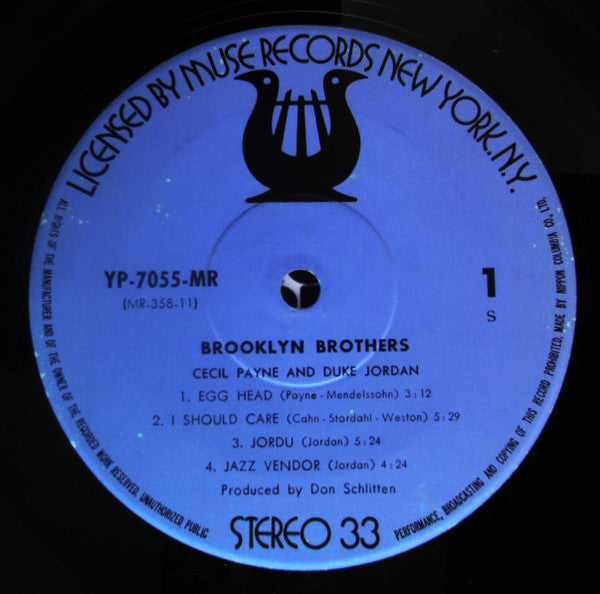 LICENSED BY MUSE RECORDS NEW YORK, N.Y.
YP-7055-MR
(MR-358-11)
1
S
BROOKLYN BROTHERS
CECIL PAYNE AND DUKE JORDAN
1. EGG HEAD (Payne-Mendelssohn) 3:12
2. I SHOULD CARE (Cahn-Stordahl-Weston) 5:29
3. JORDU (Jordan) 5:24
4. JAZZ VENDOR (Jordan) 4:24
Produced by Don Schlitten
STEREO 33
ALL RIGHTS OF THE MANUFACTURER AND OF THE OWNER OF THE RECORDED WORK RESERVED. UNAUTHORIZED PUBLIC PERFORMANCE, BROADCASTING AND COPYING OF THIS RECORD PROHIBITED. MADE BY NIPPON COLUMBIA CO., LTD.